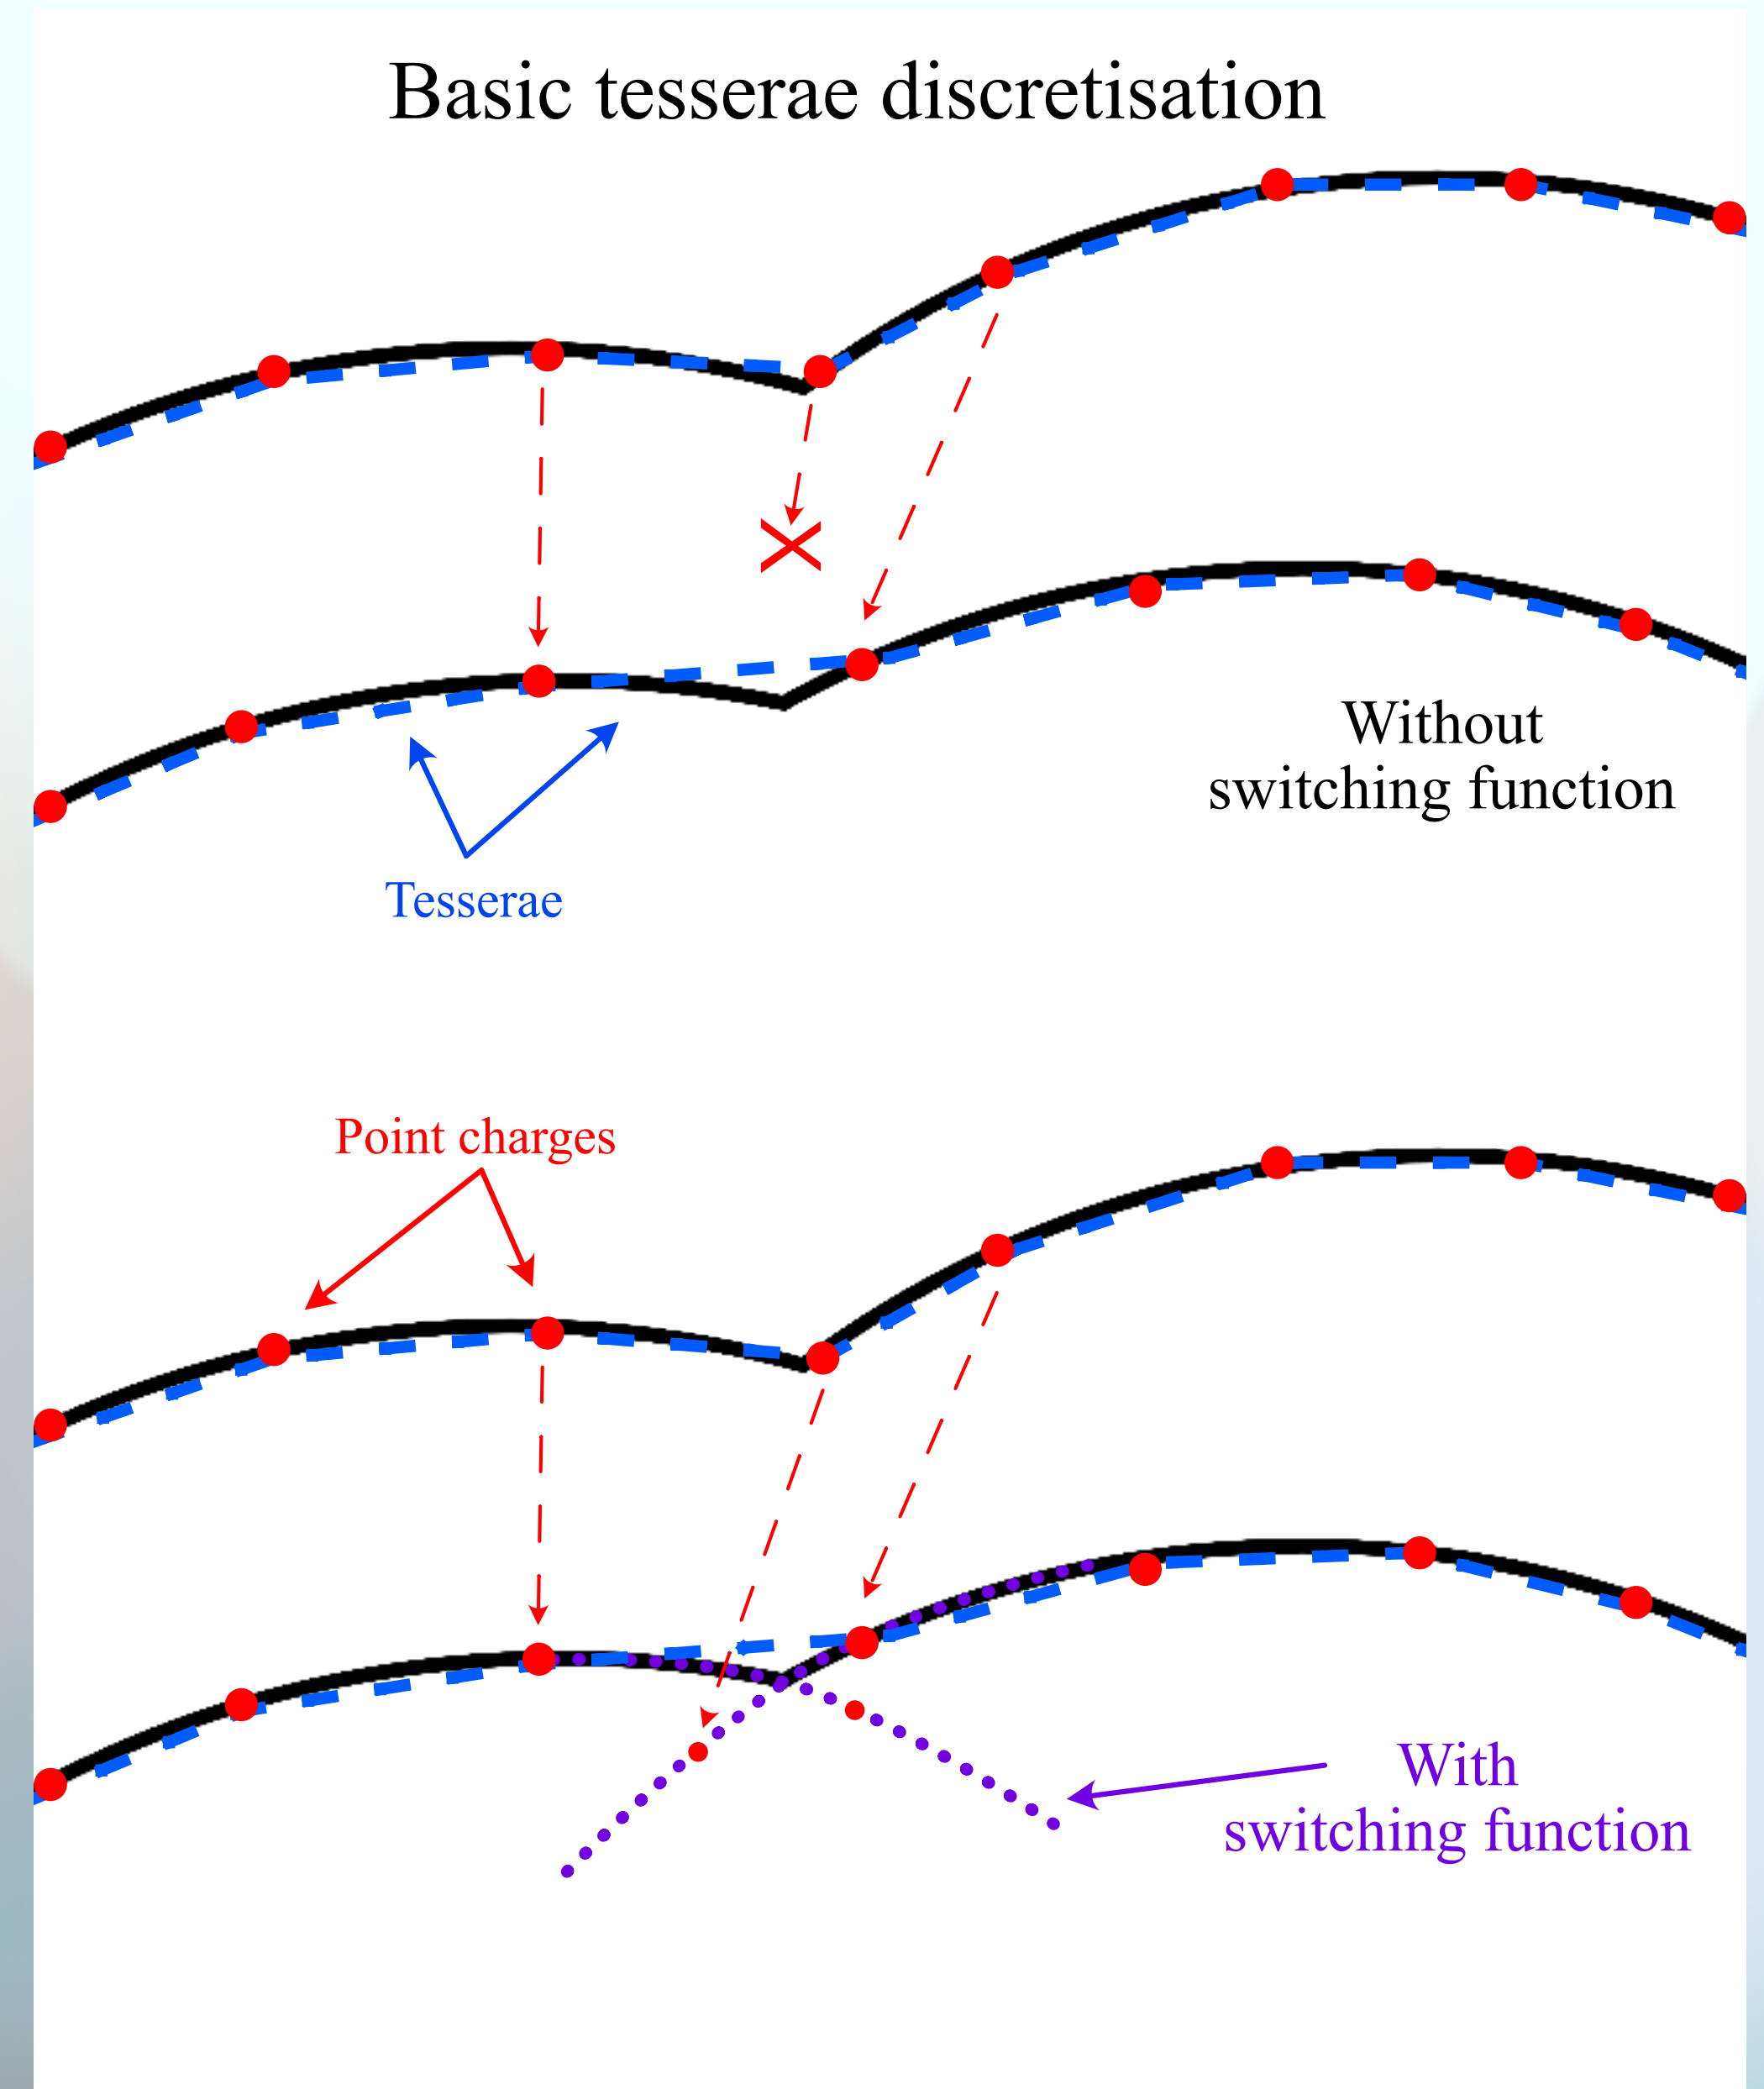 Basic tesserae discretisation
Without
switching function
Tesserae
Point charges
With
switching function